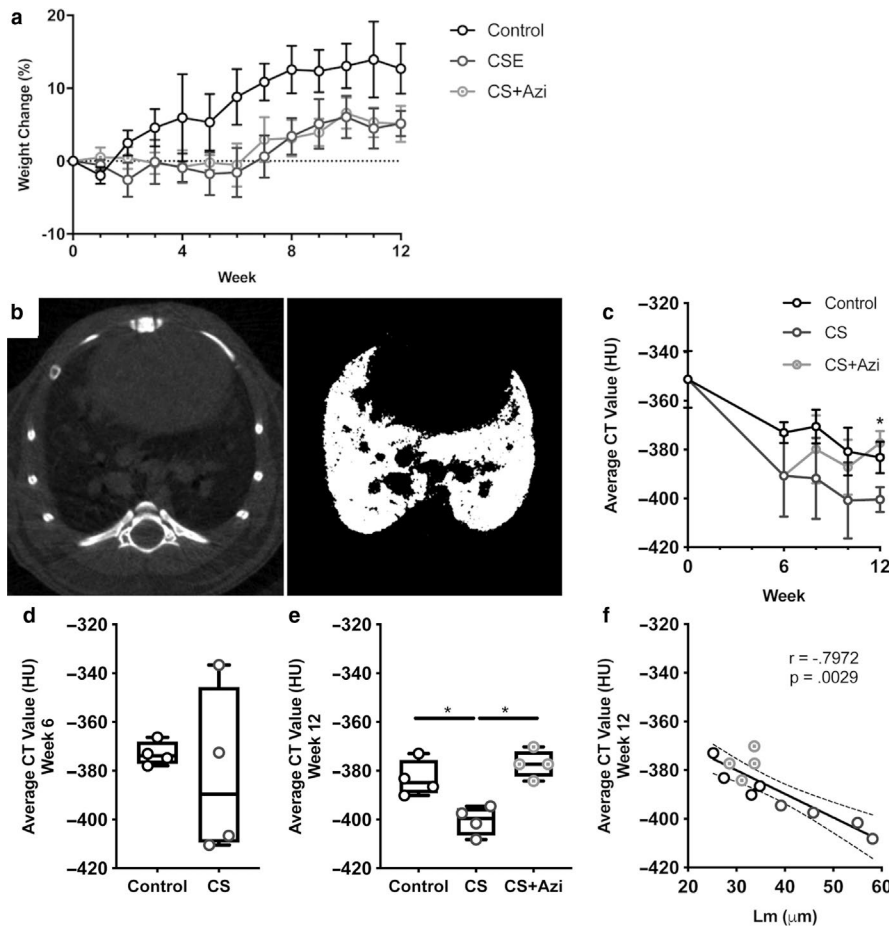 a
Control
CSE
CS+Azi
Weight Change (%)
20
10
0
-10
0
4
8
12
Week
b
c
Control
CS
CS+Azi
Average CT Value (HU)
−320
−340
−360
−380
−400
−420
*
0
6
12
Week
d
Average CT Value (HU)
Week 6
−320
−340
−360
−380
−400
−420
Control
CS
e
Average CT Value (HU)
Week 12
−320
−340
−360
−380
−400
−420
*
*
Control
CS
CS+Azi
f
Average CT Value (HU)
Week 12
−320
−340
−360
−380
−400
−420
r = -.7972
p = .0029
20
30
40
50
60
Lm (μm)